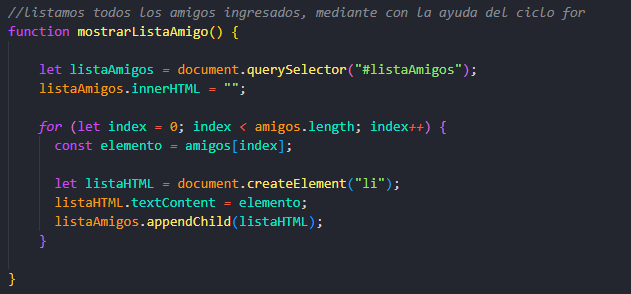 //listamos todos los amigos ingresados, mediante con la ayuda del ciclo for
function mostrarListaAmigo() {
let listaAmigos = document.querySelector("#listaAmigos");
listaAmigos.innerHTML = "";
for (let index = 0; index < amigos.length; index++) {
const elemento = amigos[index];
let listaHTML = document.createElement("li");
listaHTML.textContent = elemento;
listaAmigos.appendChild(listaHTML);
}
}